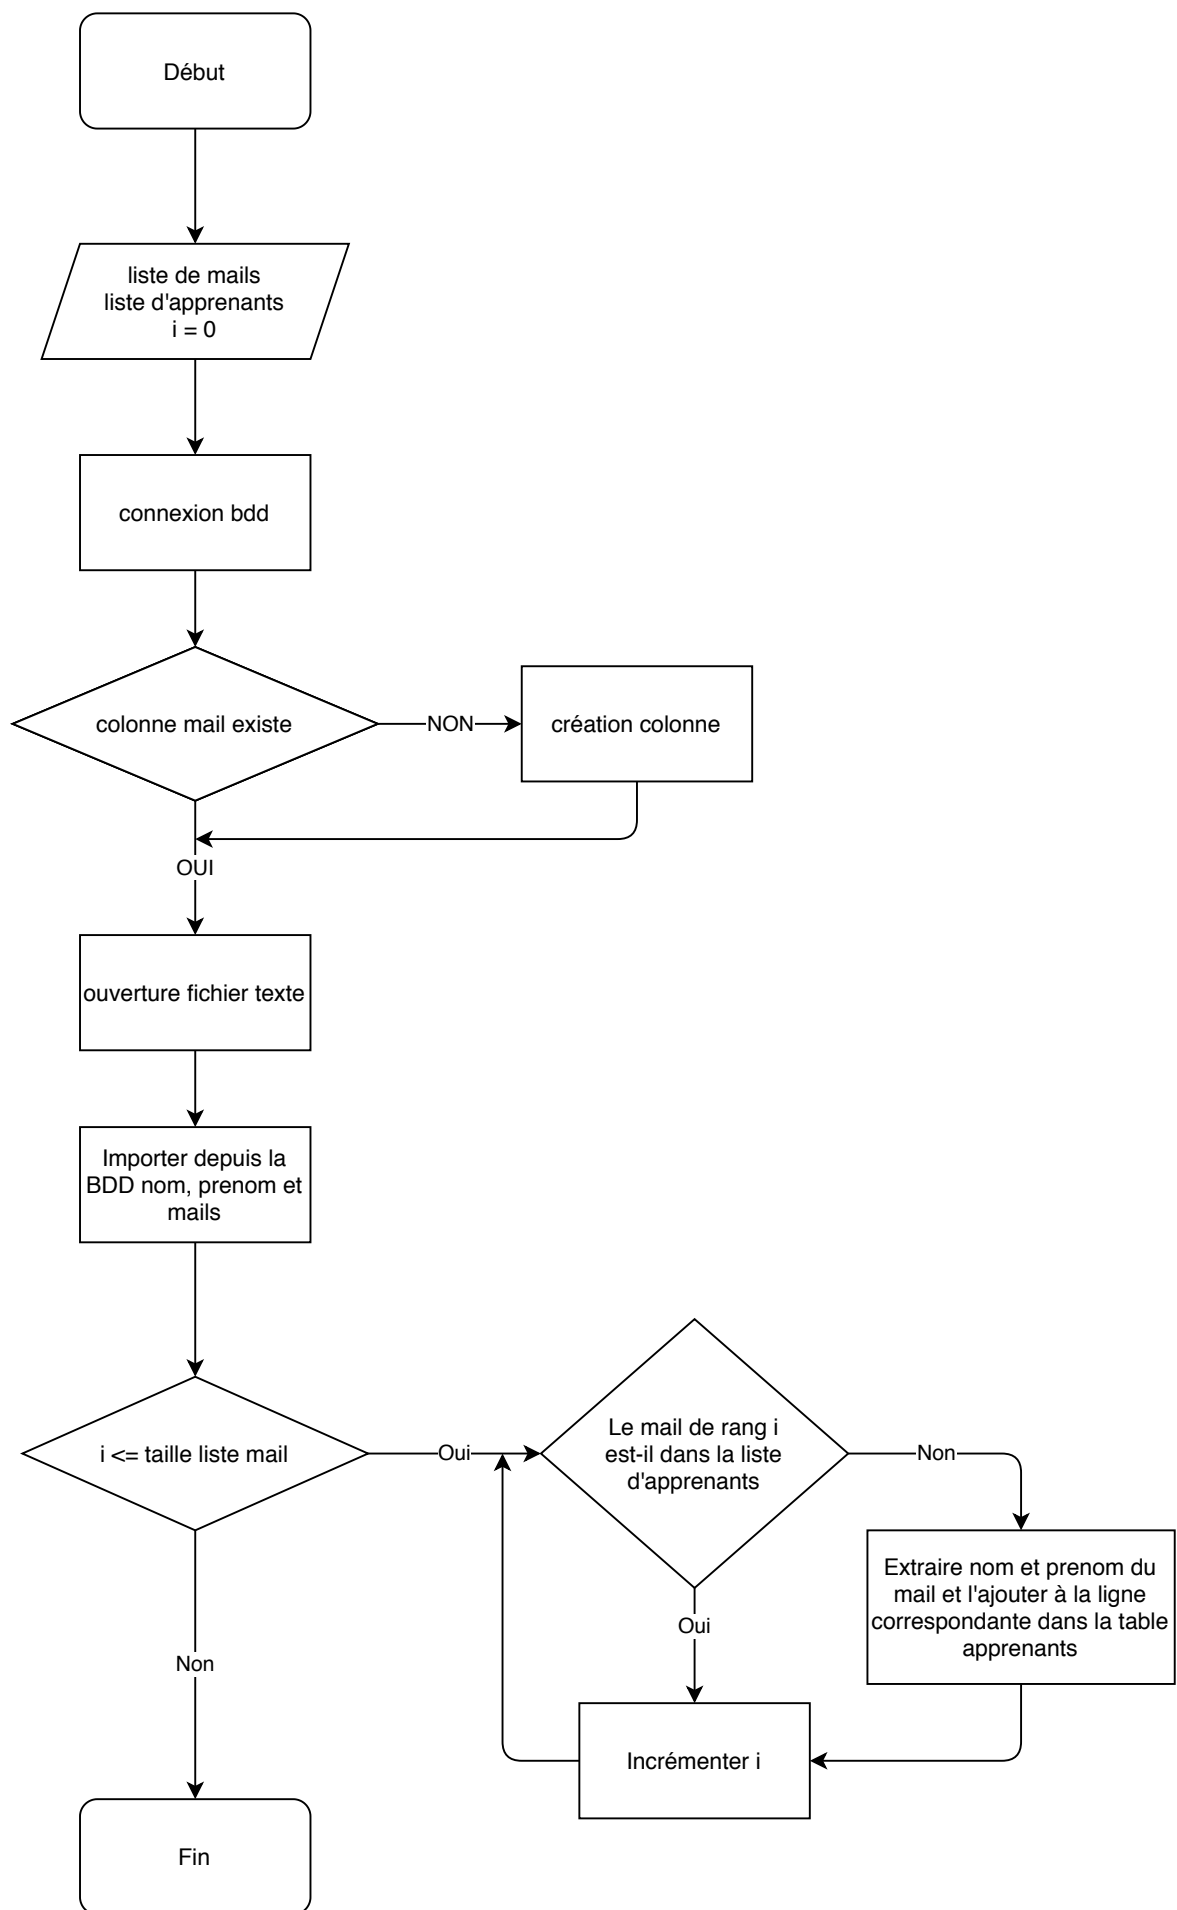 Début
liste de mails
liste d'apprenants
i = 0
connexion bdd
colonne mail existe
NON
création colonne
OUI
ouverture fichier texte
Importer depuis la
BDD nom, prenom et
mails
i <= taille liste mail
Oui
Le mail de rang i
est-il dans la liste
d'apprenants
Non
Extraire nom et prenom du
mail et l'ajouter à la ligne
correspondante dans la table
apprenants
Oui
Incrémenter i
Non
Fin